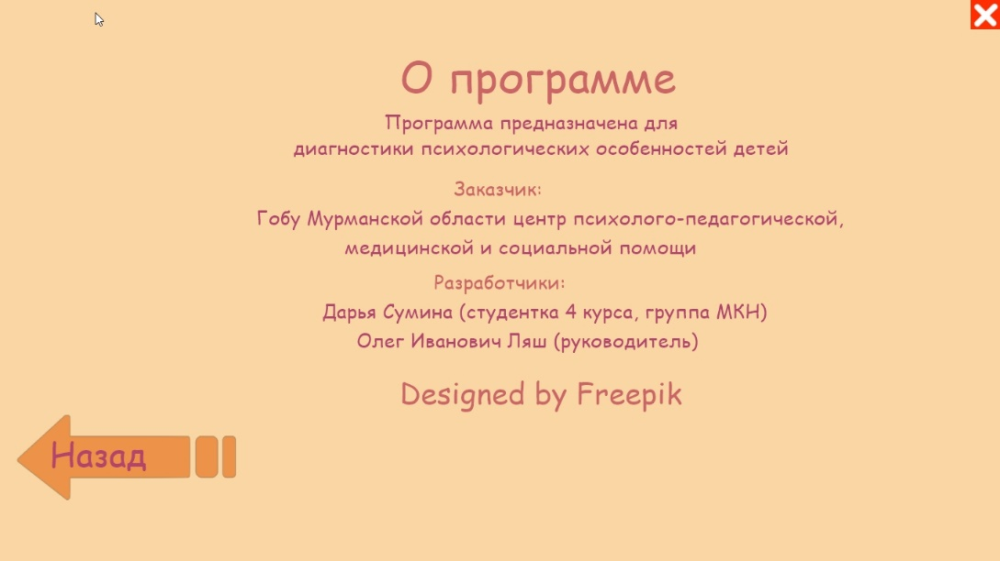 О программе
Программа предназначена для
диагностики психологических особенностей детей
Заказчик:
Гобу Мурманской области центр психолого-педагогической,
медицинской и социальной помощи
Разработчики:
Дарья Сумина (студентка 4 курса, группа МКН)
Олег Иванович Ляш (руководитель)
Designed by Freepik
Назад